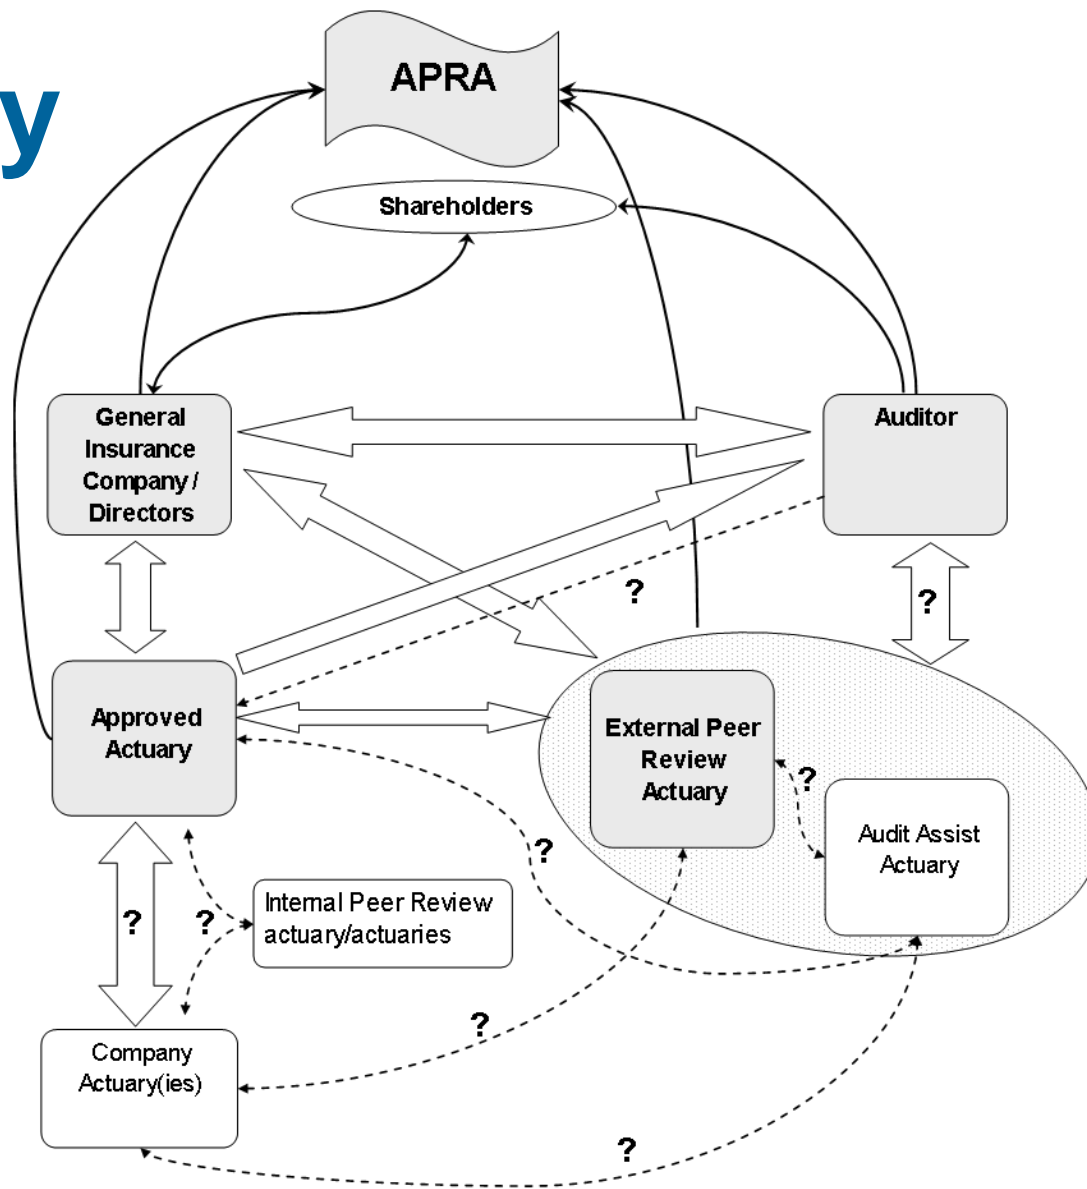 y
APRA
Shareholders
General
Insurance
Company /
Directors
Auditor
?
?
Approved
Actuary
External Peer
Review
Actuary
?
Audit Assist
Actuary
?
Internal Peer Review
actuary/actuaries
?
?
?
Company
Actuary(ies)
?